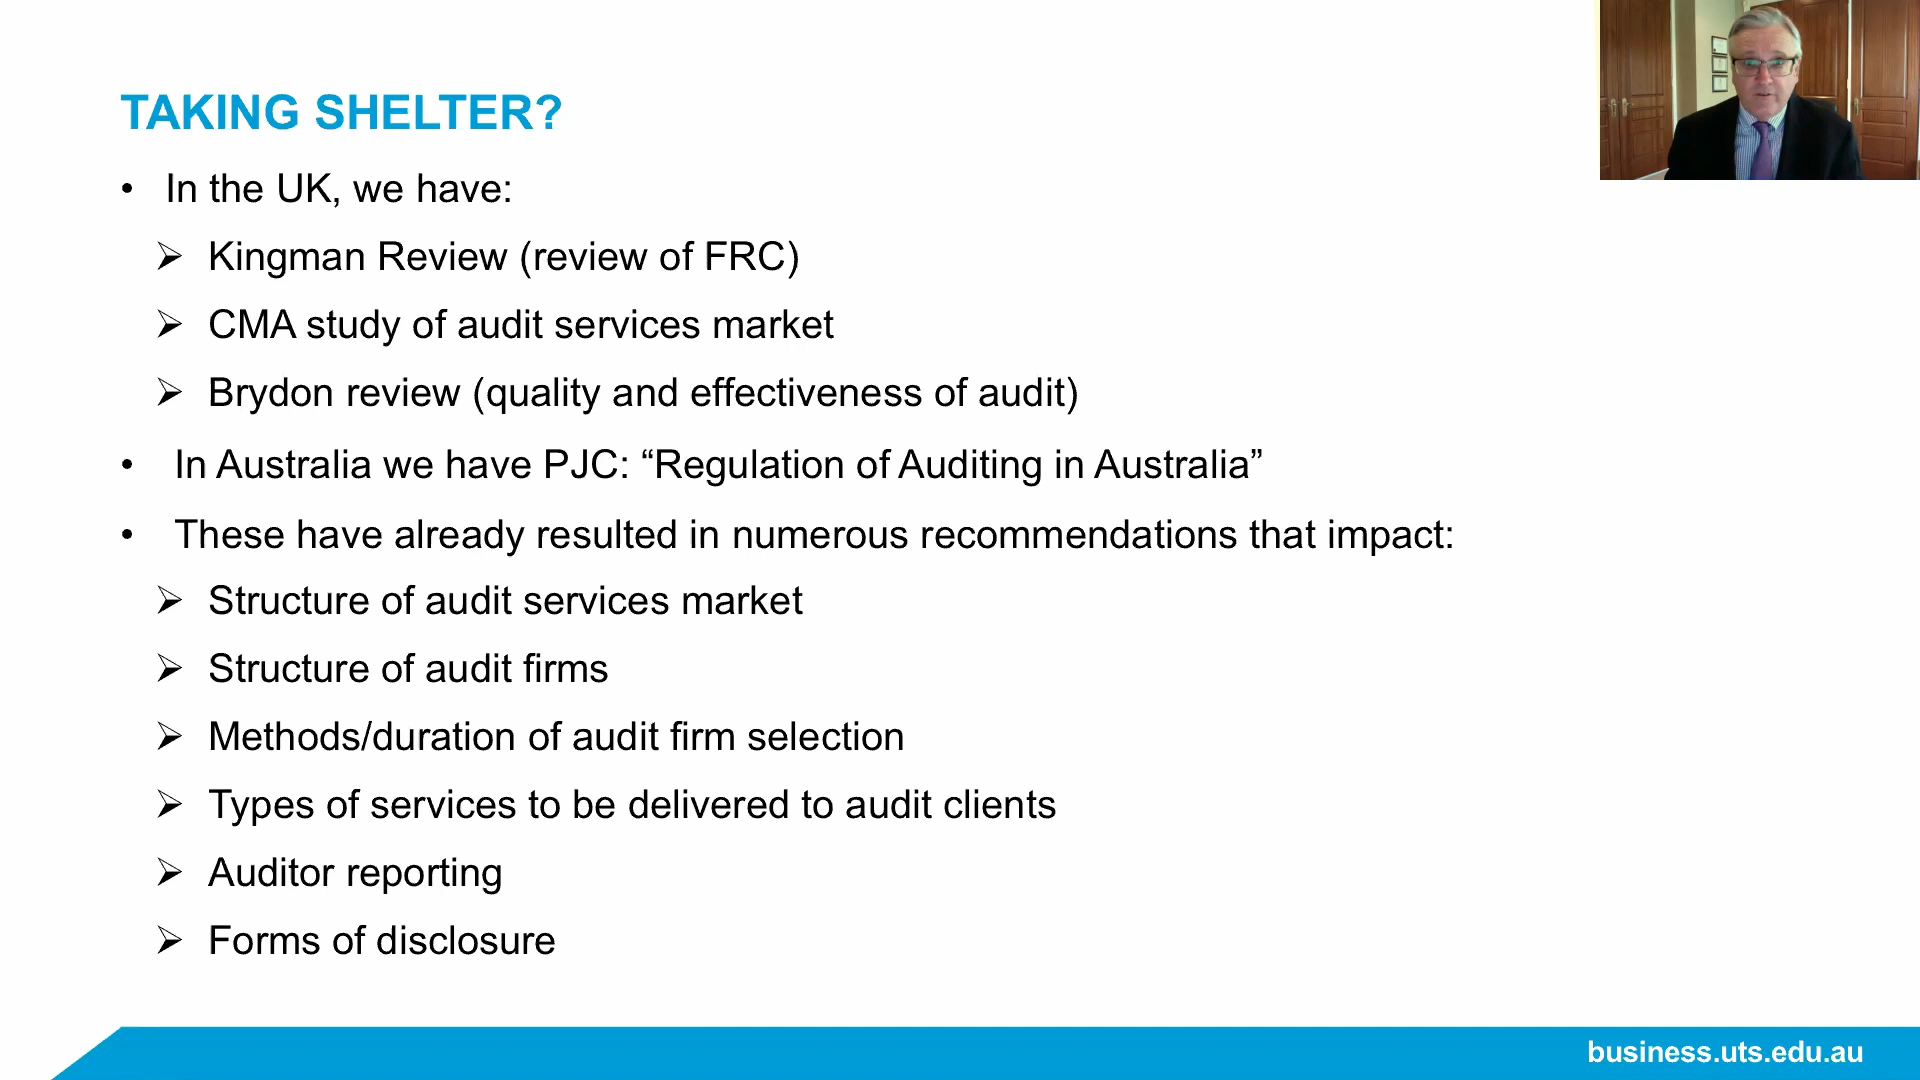 TAKING SHELTER?
• In the UK, we have:
➢ Kingman Review (review of FRC)
➢ CMA study of audit services market
➢ Brydon review (quality and effectiveness of audit)
• In Australia we have PJC: “Regulation of Auditing in Australia”
• These have already resulted in numerous recommendations that impact:
➢ Structure of audit services market
➢ Structure of audit firms
➢ Methods/duration of audit firm selection
➢ Types of services to be delivered to audit clients
➢ Auditor reporting
➢ Forms of disclosure
business.uts.edu.au